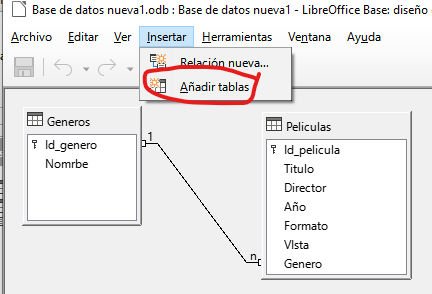 Base de datos nueva1.odb : Base de datos nueva1 - LibreOffice Base: diseño
Archivo Editar Ver Insertar Herramientas Ventana Ayuda
Relación nueva...
Añadir tablas
Generos
Id_genero
Nomrbe
1
n
Peliculas
Id_pelicula
Titulo
Director
Año
Formato
VIsta
Genero